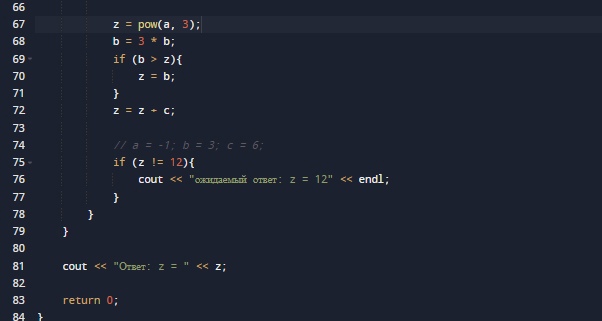 66
67 z = pow(a, 3);
68 b = 3 * b;
69 if (b > z){
70 z = b;
71 }
72 z = z + c;
73
74 // a = -1; b = 3; c = 6;
75 if (z != 12){
76 cout << "ожидаемый ответ: z = 12" << endl;
77 }
78 }
79 }
80
81 cout << "Ответ: z = " << z;
82
83 return 0;
84 }